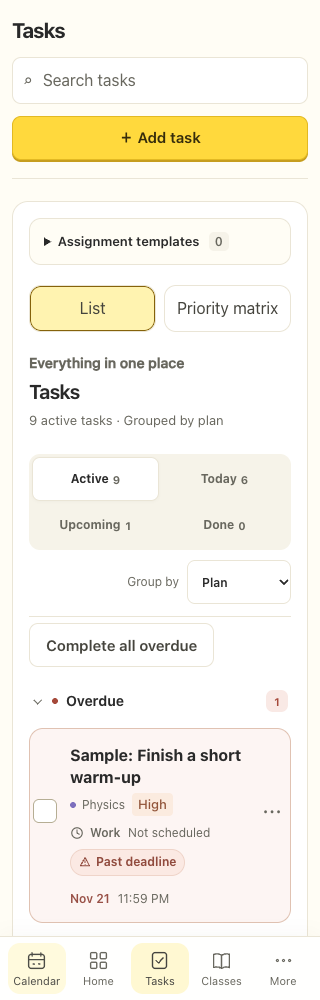 Tasks
Search tasks
+ Add task
Assignment templates 0
List
Priority matrix
Everything in one place
Tasks
9 active tasks · Grouped by plan
Active 9
Today 6
Upcoming 1
Done 0
Group by Plan
Complete all overdue
Overdue 1
Sample: Finish a short
warm-up
Physics High
Work Not scheduled
Past deadline
Nov 21 11:59 PM
Calendar Home Tasks Classes More